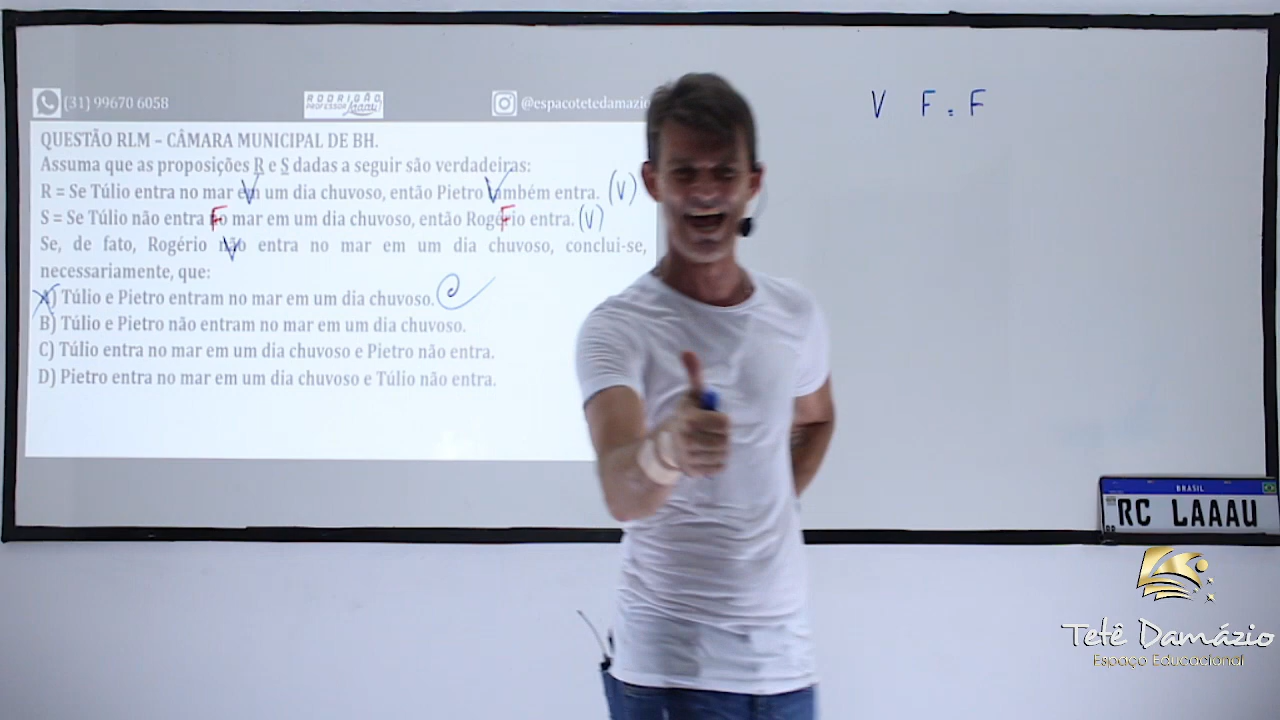 (31) 99670 6058
RODRIGÃO
PROFESSOR
@espacotetedamazio
QUESTÃO RLM – CÂMARA MUNICIPAL DE BH.
Assuma que as proposições R e S dadas a seguir são verdadeiras:
R = Se Túlio entra no mar em um dia chuvoso, então Pietro também entra. (V)
V V
S = Se Túlio não entra no mar em um dia chuvoso, então Rogério entra. (V)
F F
Se, de fato, Rogério não entra no mar em um dia chuvoso, conclui-se,
V
necessariamente, que:
A) Túlio e Pietro entram no mar em um dia chuvoso.
B) Túlio e Pietro não entram no mar em um dia chuvoso.
C) Túlio entra no mar em um dia chuvoso e Pietro não entra.
D) Pietro entra no mar em um dia chuvoso e Túlio não entra.
V F = F
BRASIL
RC LAAAU
Tetê Damázio
Espaço Educacional